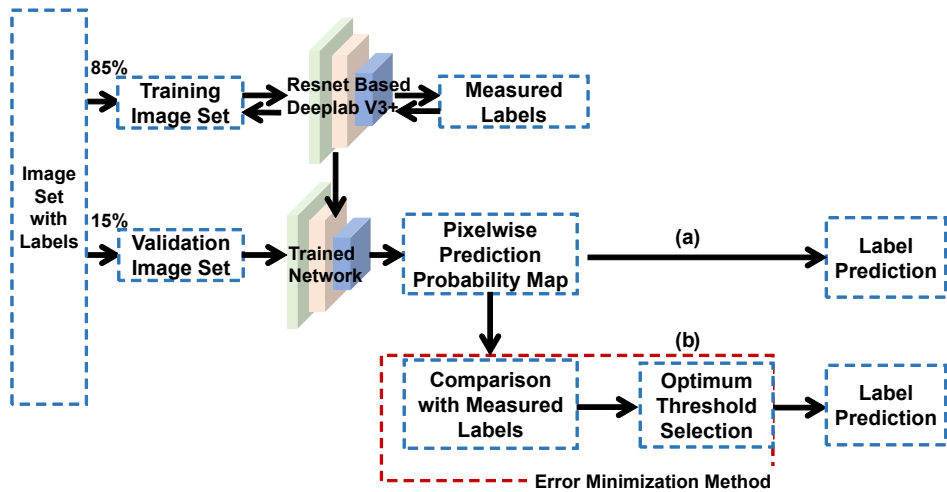 Image
Set
with
Labels
85%
Training
Image Set
Resnet Based
Deeplab V3+
Measured
Labels
15%
Validation
Image Set
Trained
Network
Pixelwise
Prediction
Probability Map
(a)
Label
Prediction
(b)
Comparison
with Measured
Labels
Optimum
Threshold
Selection
Label
Prediction
Error Minimization Method